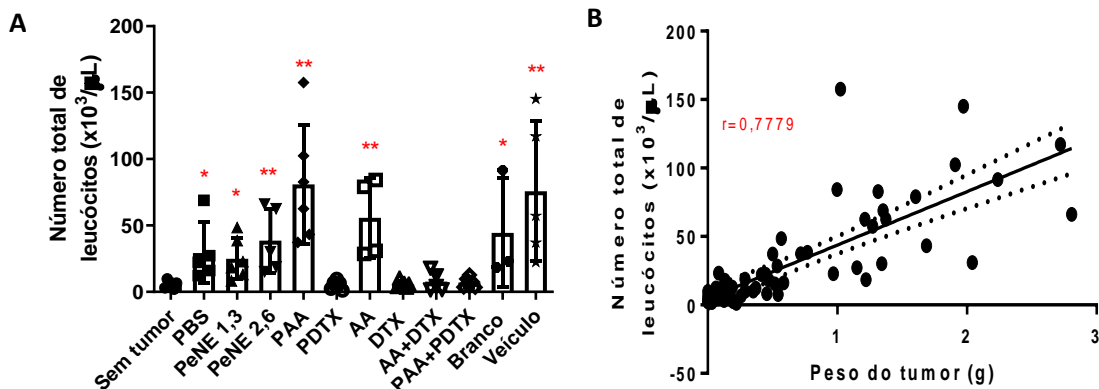 A
Número total de
leucócitos (x10³/µL)
200
150
100
50
0
*
*
**
**
**
*
**
Sem tumor
PBS
PeNE 1,3
PeNE 2,6
PAA
PDTX
AA
DTX
AA+DTX
PAA+PDTX
Branco
Veículo
B
Número total de
leucócitos (x10³/µL)
200
150
100
50
0
-50
r=0,7779
1
2
3
Peso do tumor (g)